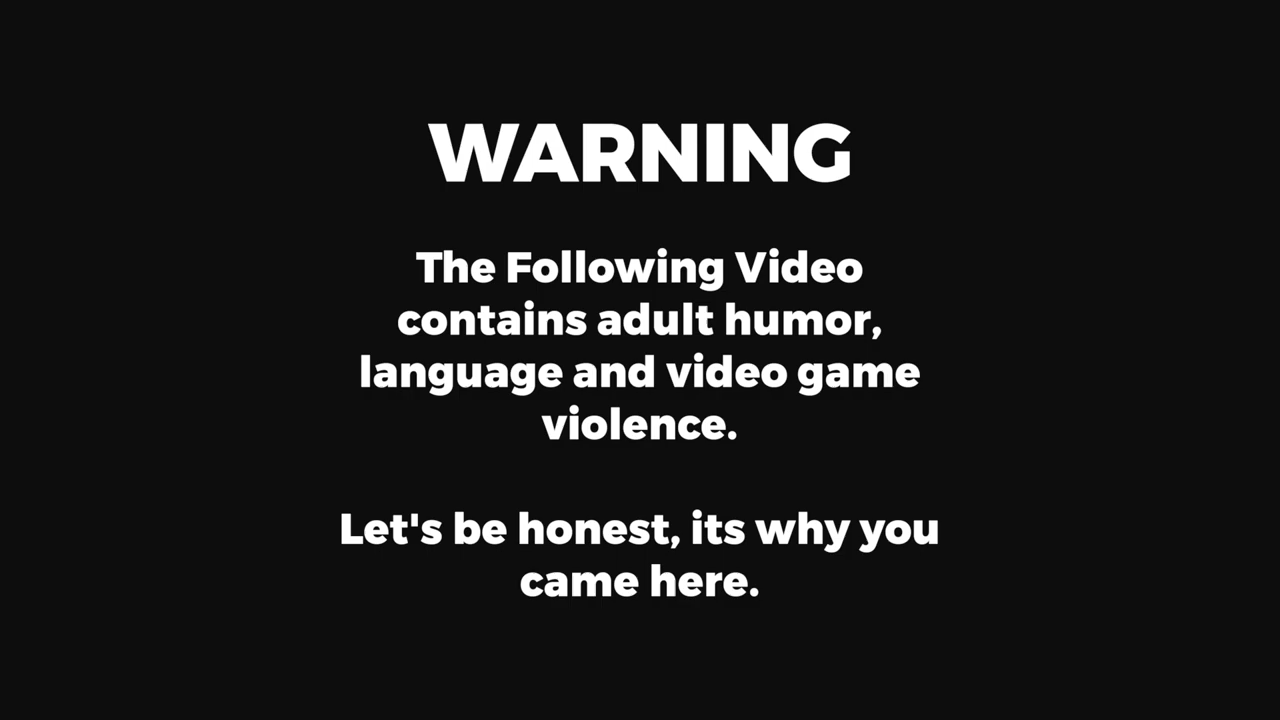 WARNING
The Following Video
contains adult humor,
language and video game
violence.
Let's be honest, its why you
came here.